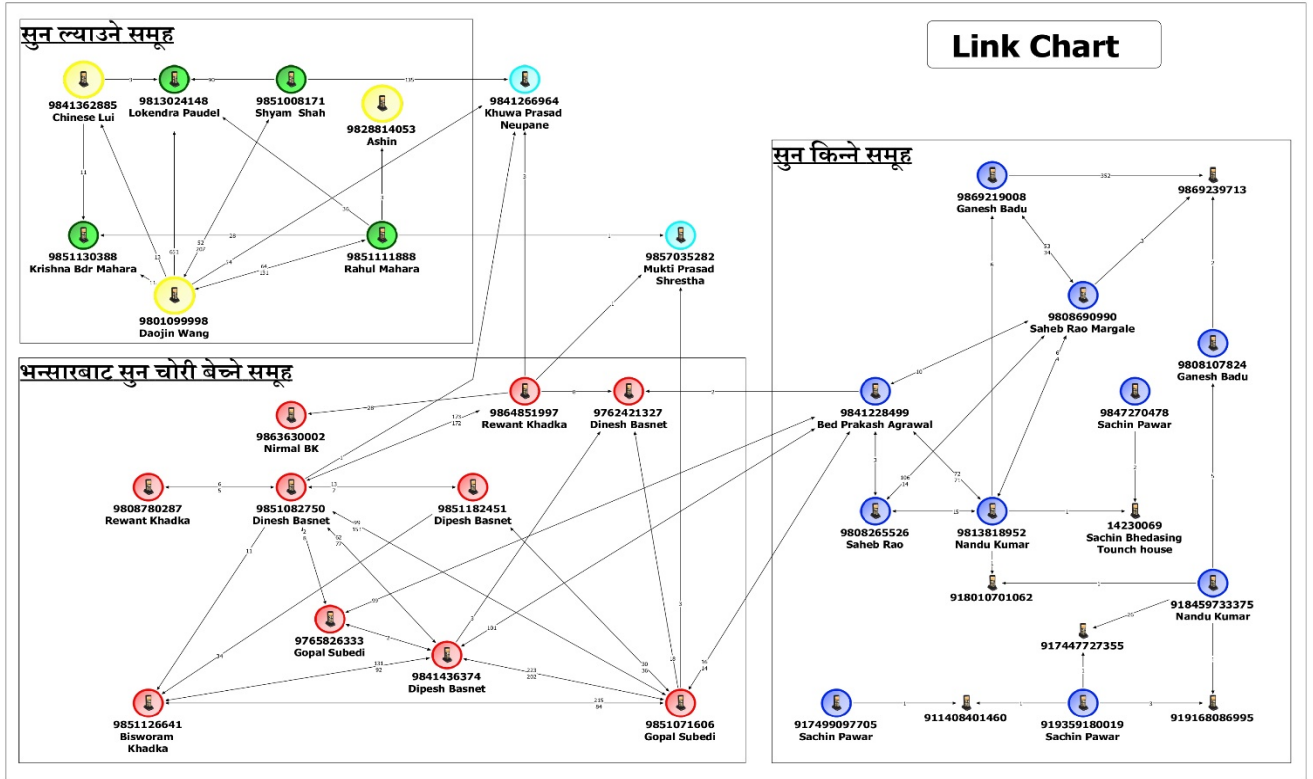 Link Chart
सुन ल्याउने समूह
9841362885
Chinese Lui
9813024148
Lokendra Paudel
9851008171
Shyam Shah
9828814053
Ashin
9841266964
Khuwa Prasad
Neupane
9851130388
Krishna Bdr Mahara
9801099998
Daojin Wang
9851111888
Rahul Mahara
9857035282
Mukti Prasad
Shrestha
भन्सारबाट सुन चोरी बेच्ने समूह
9863630002
Nirmal BK
9864851997
Rewant Khadka
9762421327
Dinesh Basnet
9808780287
Rewant Khadka
9851082750
Dinesh Basnet
9851182451
Dipesh Basnet
9765826333
Gopal Subedi
9841436374
Dipesh Basnet
9851126641
Bisworam
Khadka
9851071606
Gopal Subedi
सुन किन्ने समूह
9869219008
Ganesh Badu
9869239713
9808690990
Saheb Rao Margale
9808107824
Ganesh Badu
9841228499
Bed Prakash Agrawal
9847270478
Sachin Pawar
9808265526
Saheb Rao
9813818952
Nandu Kumar
14230069
Sachin Bhedasing
Tounch house
918010701062
918459733375
Nandu Kumar
917447727355
917499097705
Sachin Pawar
911408401460
919359180019
Sachin Pawar
919168086995